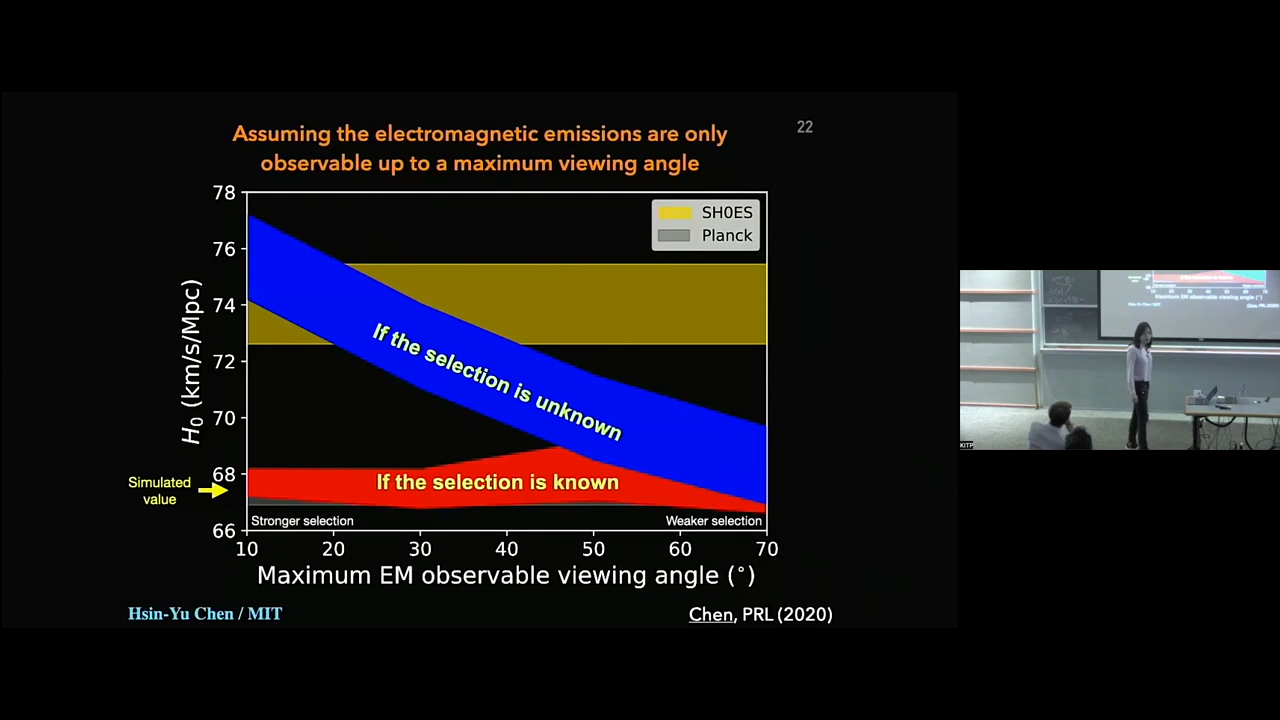 Assuming the electromagnetic emissions are only
observable up to a maximum viewing angle
22
78
76
74
72
70
68
66
H0 (km/s/Mpc)
SH0ES
Planck
If the selection is unknown
If the selection is known
Simulated
value
Stronger selection
Weaker selection
10 20 30 40 50 60 70
Maximum EM observable viewing angle (°)
Hsin-Yu Chen / MIT
Chen, PRL (2020)
KITP